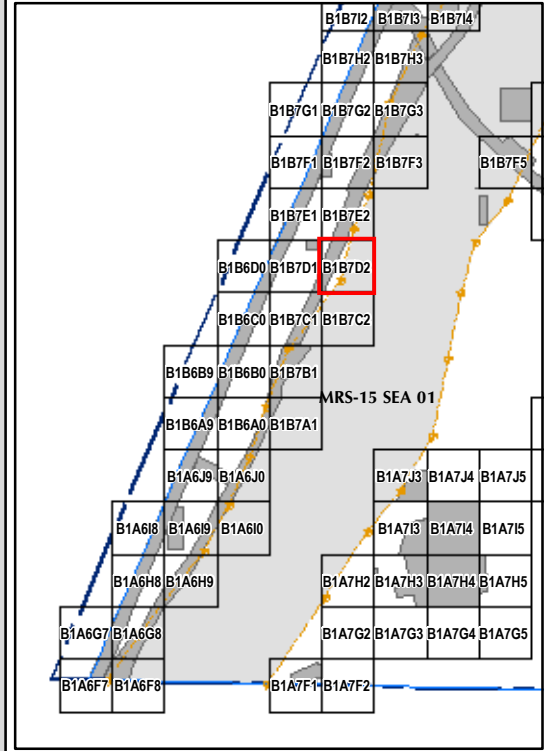 B1B7I2 B1B7I3 B1B7I4
B1B7H2 B1B7H3
B1B7G1 B1B7G2 B1B7G3
B1B7F1 B1B7F2 B1B7F3 B1B7F5
B1B7E1 B1B7E2
B1B6D0 B1B7D1 B1B7D2
B1B6C0 B1B7C1 B1B7C2
B1B6B9 B1B6B0 B1B7B1
MRS-15 SEA 01
B1B6A9 B1B6A0 B1B7A1
B1A6J9 B1A6J0 B1A7J3 B1A7J4 B1A7J5
B1A6I8 B1A6I9 B1A6I0 B1A7I3 B1A7I4 B1A7I5
B1A6H8 B1A6H9 B1A7H2 B1A7H3 B1A7H4 B1A7H5
B1A6G7 B1A6G8 B1A7G2 B1A7G3 B1A7G4 B1A7G5
B1A6F7 B1A6F8 B1A7F1 B1A7F2